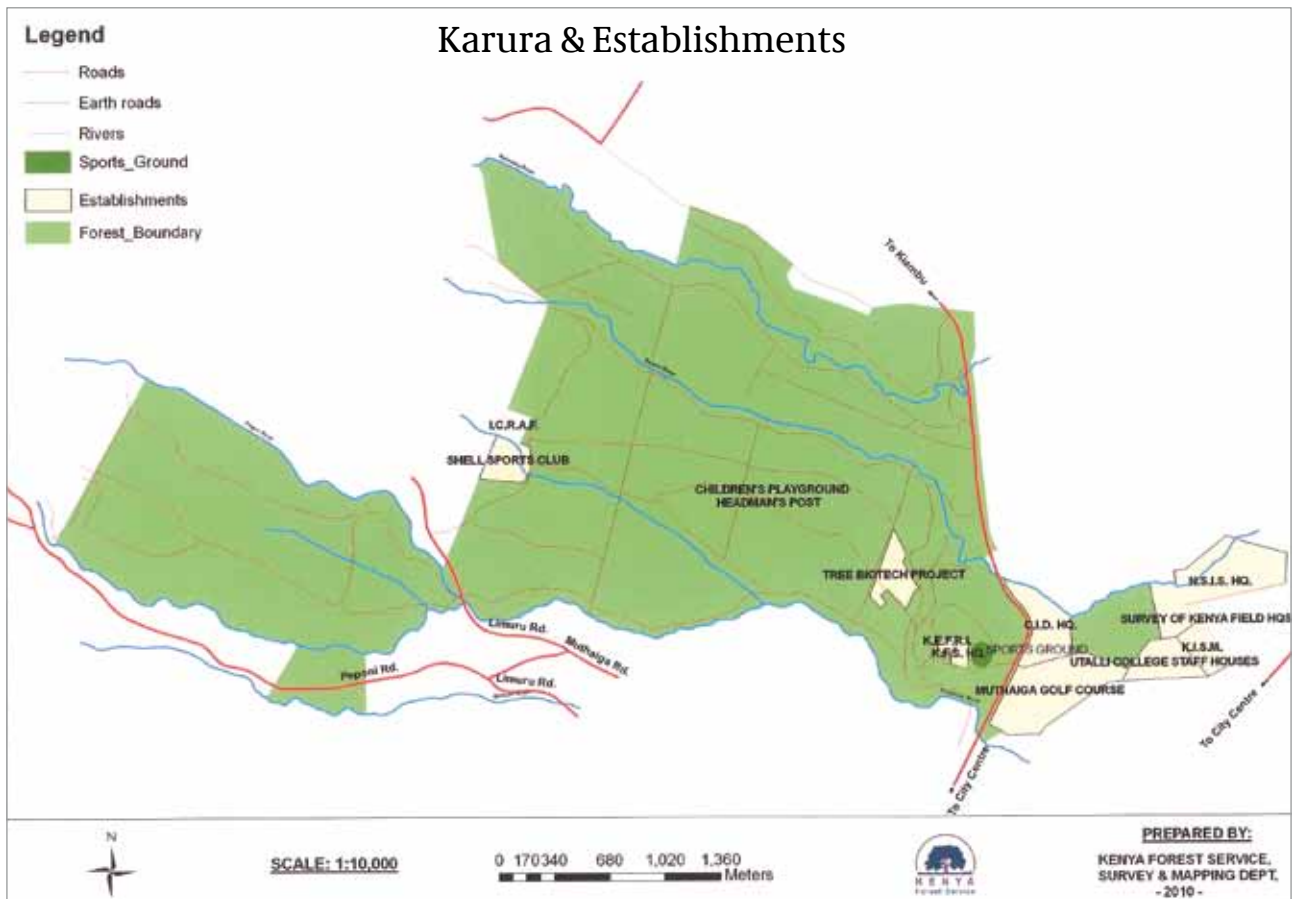 Karura & Establishments
Legend
Roads
Earth roads
Rivers
Sports_Ground
Establishments
Forest_Boundary
To Kiambu
I.C.R.A.F.
SHELL SPORTS CLUB
CHILDREN'S PLAYGROUND
HEADMAN'S POST
TREE BIOTECH PROJECT
N.S.I.S. HQ.
SURVEY OF KENYA FIELD HQS
C.I.D. HQ.
K.E.F.R.I.
K.F.S. HQ.
SPORTS GROUND
K.I.S.M.
UTALLI COLLEGE STAFF HOUSES
MUTHAIGA GOLF COURSE
Limuru Rd.
Muthaiga Rd.
Peponi Rd.
Limuru Rd.
To City Centre
To City Centre
N
SCALE: 1:10,000
0 170 340 680 1,020 1,360
Meters
KENYA
Forest Service
PREPARED BY:
KENYA FOREST SERVICE,
SURVEY & MAPPING DEPT,
- 2010 -